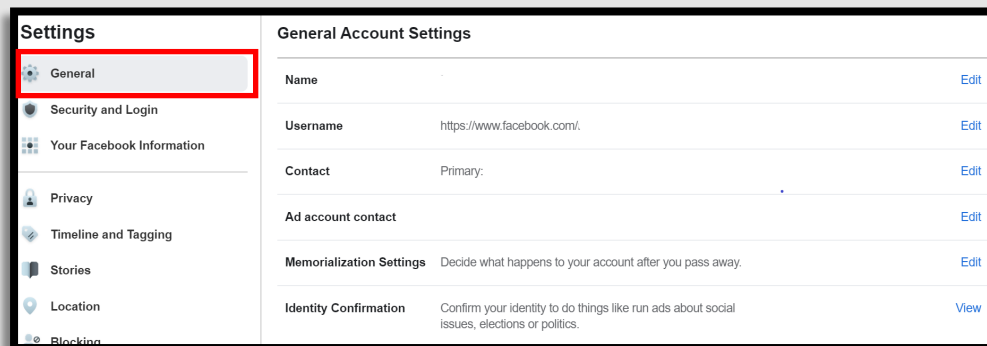 Settings
General
Security and Login
Your Facebook Information
Privacy
Timeline and Tagging
Stories
Location
Blocking
General Account Settings
Name Edit
Username https://www.facebook.com/. Edit
Contact Primary: Edit
Ad account contact Edit
Memorialization Settings Decide what happens to your account after you pass away. Edit
Identity Confirmation Confirm your identity to do things like run ads about social View
issues, elections or politics.